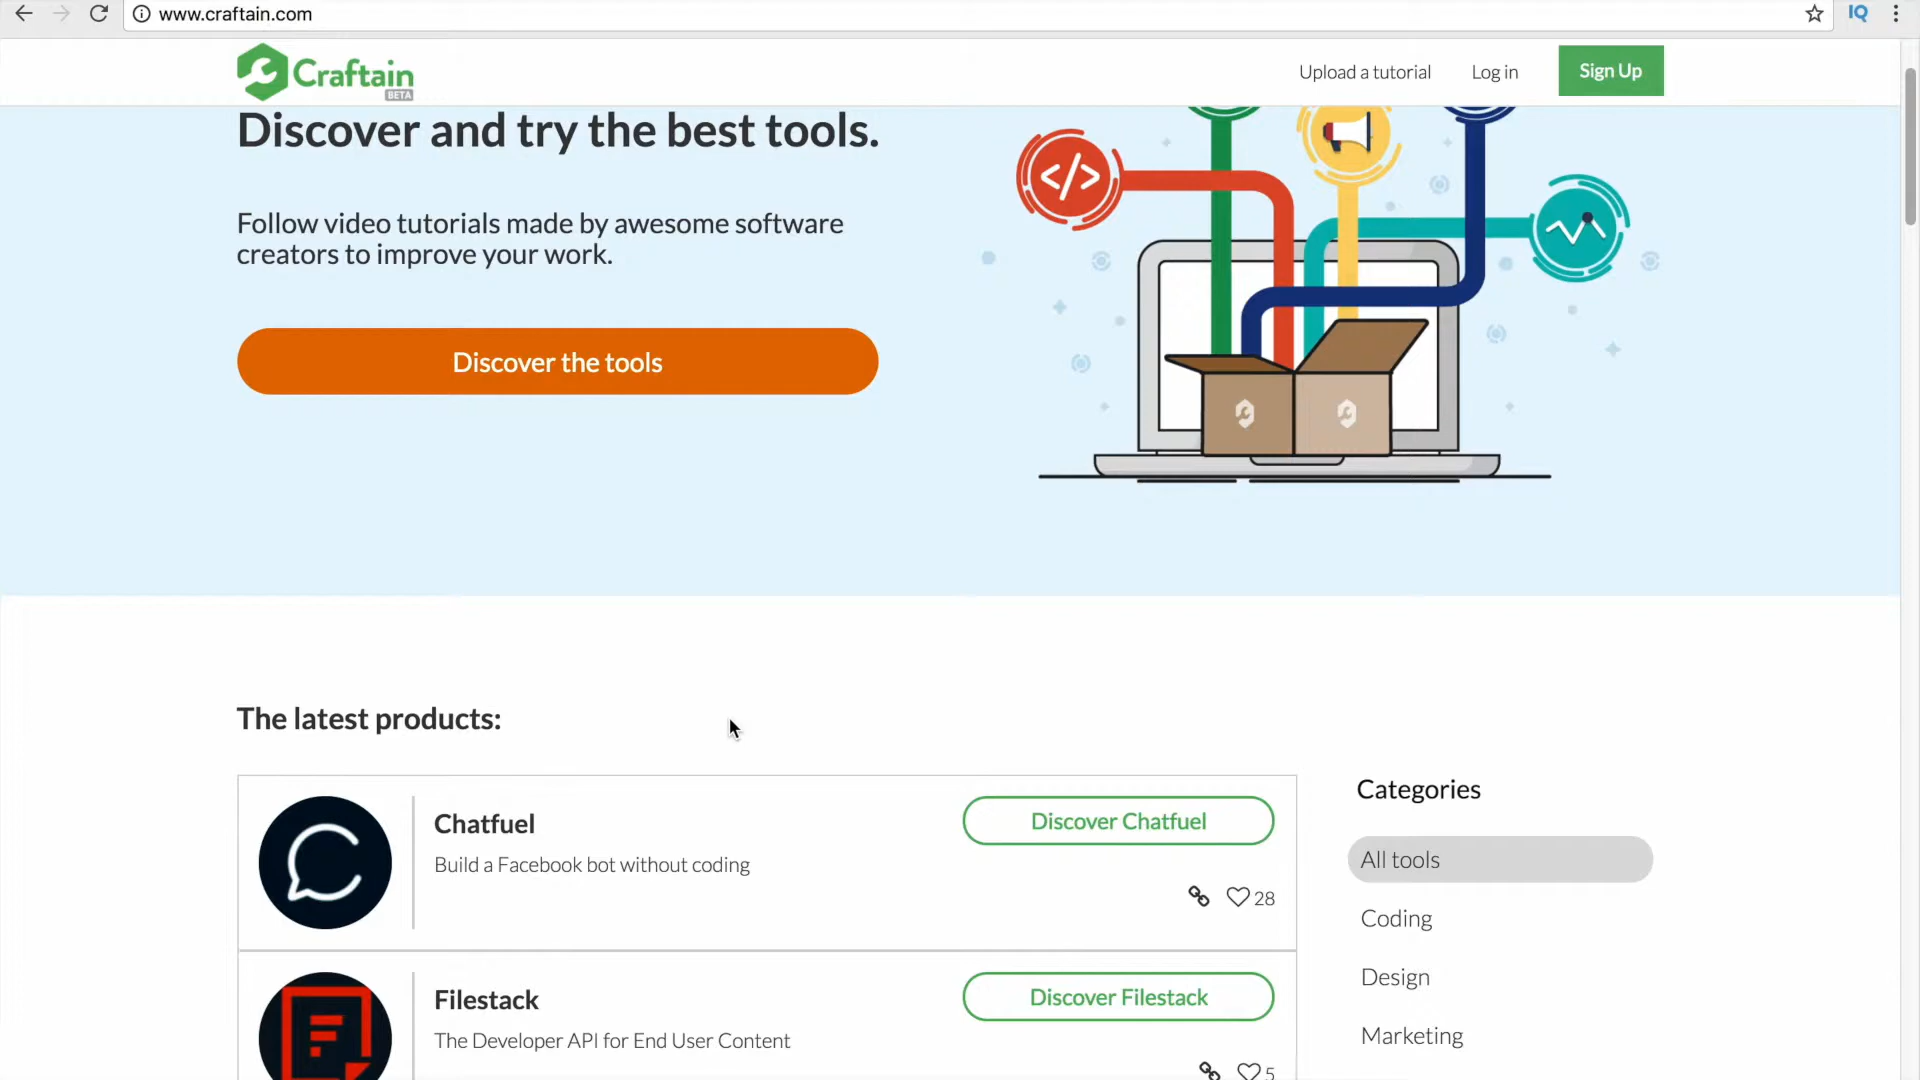 www.craftain.com
IQ
Craftain
BETA
Upload a tutorial
Log in
Sign Up
Discover and try the best tools.
Follow video tutorials made by awesome software
creators to improve your work.
</>
Discover the tools
The latest products:
Chatfuel
Build a Facebook bot without coding
Discover Chatfuel
28
Filestack
The Developer API for End User Content
Discover Filestack
5
Categories
All tools
Coding
Design
Marketing